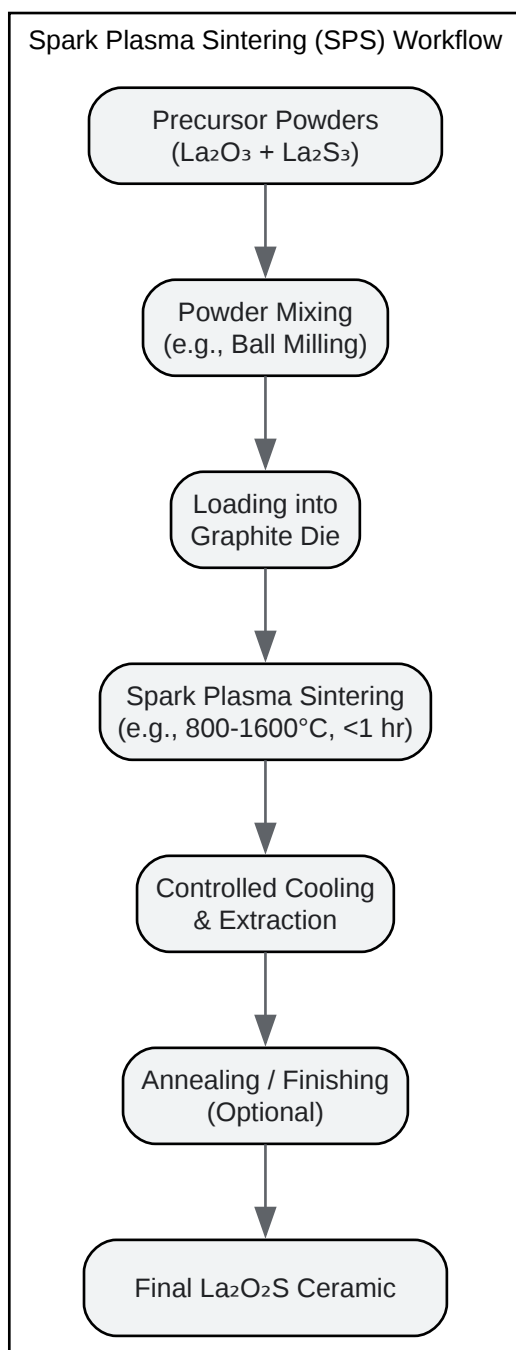 Spark Plasma Sintering (SPS) Workflow
Precursor Powders
(La₂O₃ + La₂S₃)
Powder Mixing
(e.g., Ball Milling)
Loading into
Graphite Die
Spark Plasma Sintering
(e.g., 800-1600°C, <1 hr)
Controlled Cooling
& Extraction
Annealing / Finishing
(Optional)
Final La₂O₂S Ceramic